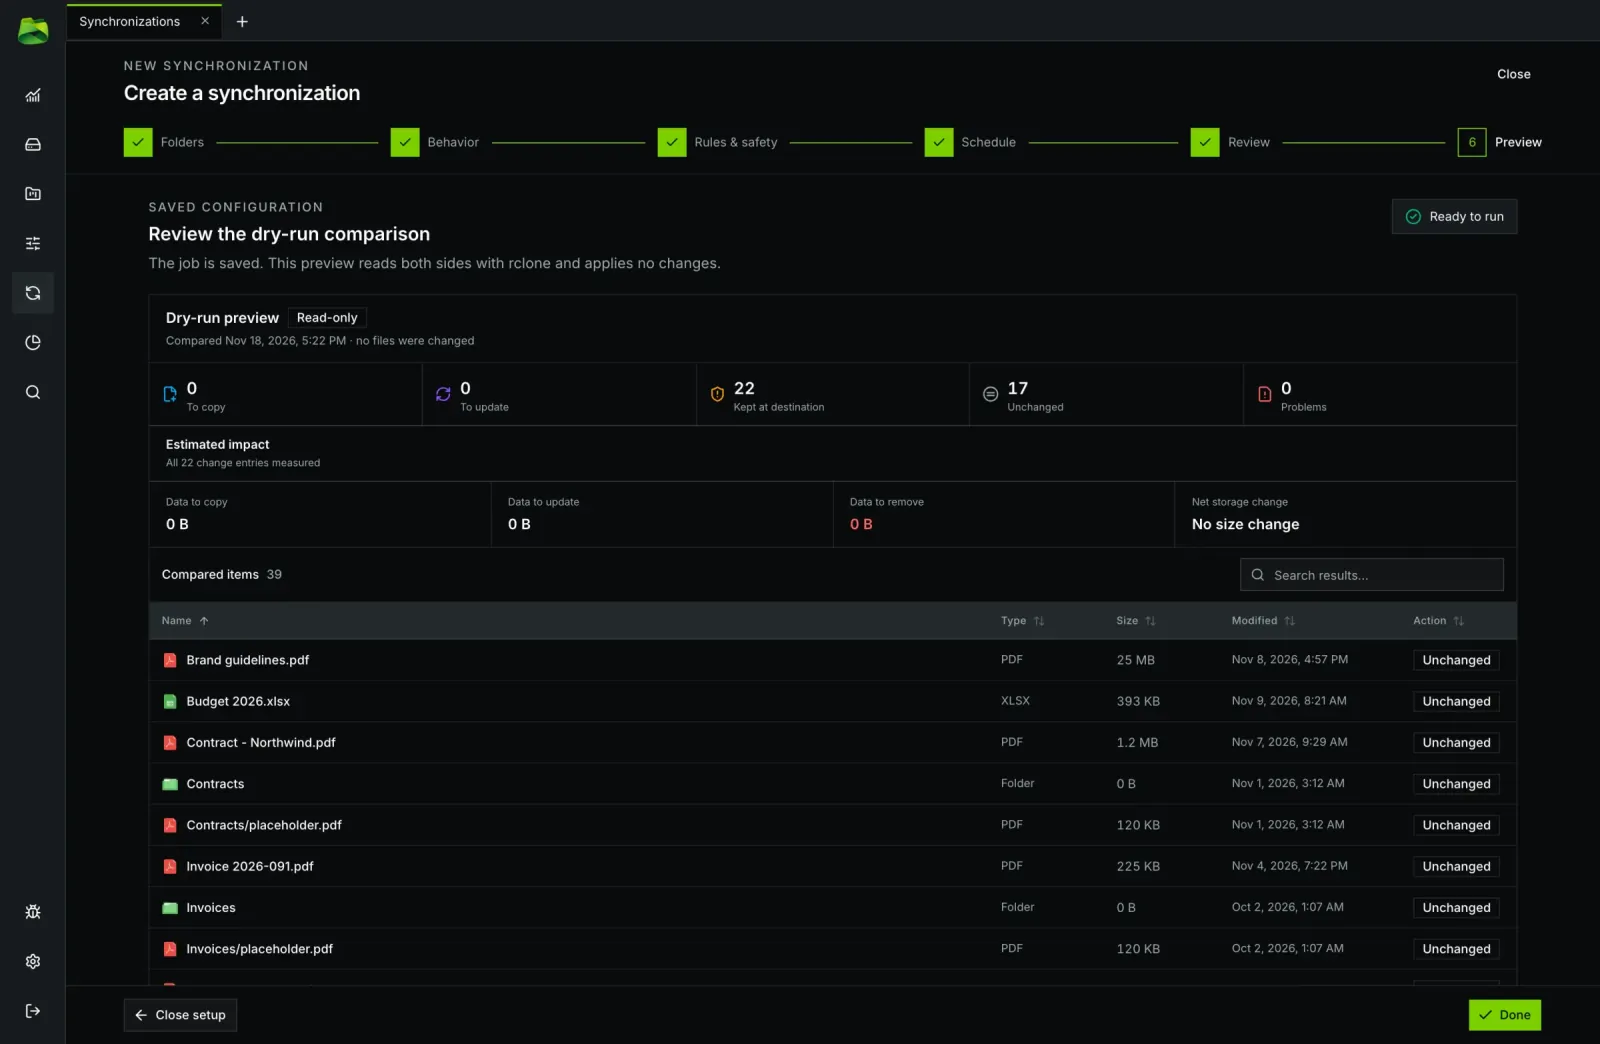 Synchronizations
NEW SYNCHRONIZATION
Create a synchronization
Close
Folders
Behavior
Rules & safety
Schedule
Review
6 Preview
SAVED CONFIGURATION
Review the dry-run comparison
The job is saved. This preview reads both sides with rclone and applies no changes.
Ready to run
Dry-run preview Read-only
Compared Nov 18, 2026, 5:22 PM · no files were changed
0
To copy
0
To update
22
Kept at destination
17
Unchanged
0
Problems
Estimated impact
All 22 change entries measured
Data to copy
0 B
Data to update
0 B
Data to remove
0 B
Net storage change
No size change
Compared items 39
Search results...
Name Type Size Modified Action
Brand guidelines.pdf PDF 25 MB Nov 8, 2026, 4:57 PM Unchanged
Budget 2026.xlsx XLSX 393 KB Nov 9, 2026, 8:21 AM Unchanged
Contract - Northwind.pdf PDF 1.2 MB Nov 7, 2026, 9:29 AM Unchanged
Contracts Folder 0 B Nov 1, 2026, 3:12 AM Unchanged
Contracts/placeholder.pdf PDF 120 KB Nov 1, 2026, 3:12 AM Unchanged
Invoice 2026-091.pdf PDF 225 KB Nov 4, 2026, 7:22 PM Unchanged
Invoices Folder 0 B Oct 2, 2026, 1:07 AM Unchanged
Invoices/placeholder.pdf PDF 120 KB Oct 2, 2026, 1:07 AM Unchanged
Close setup
Done